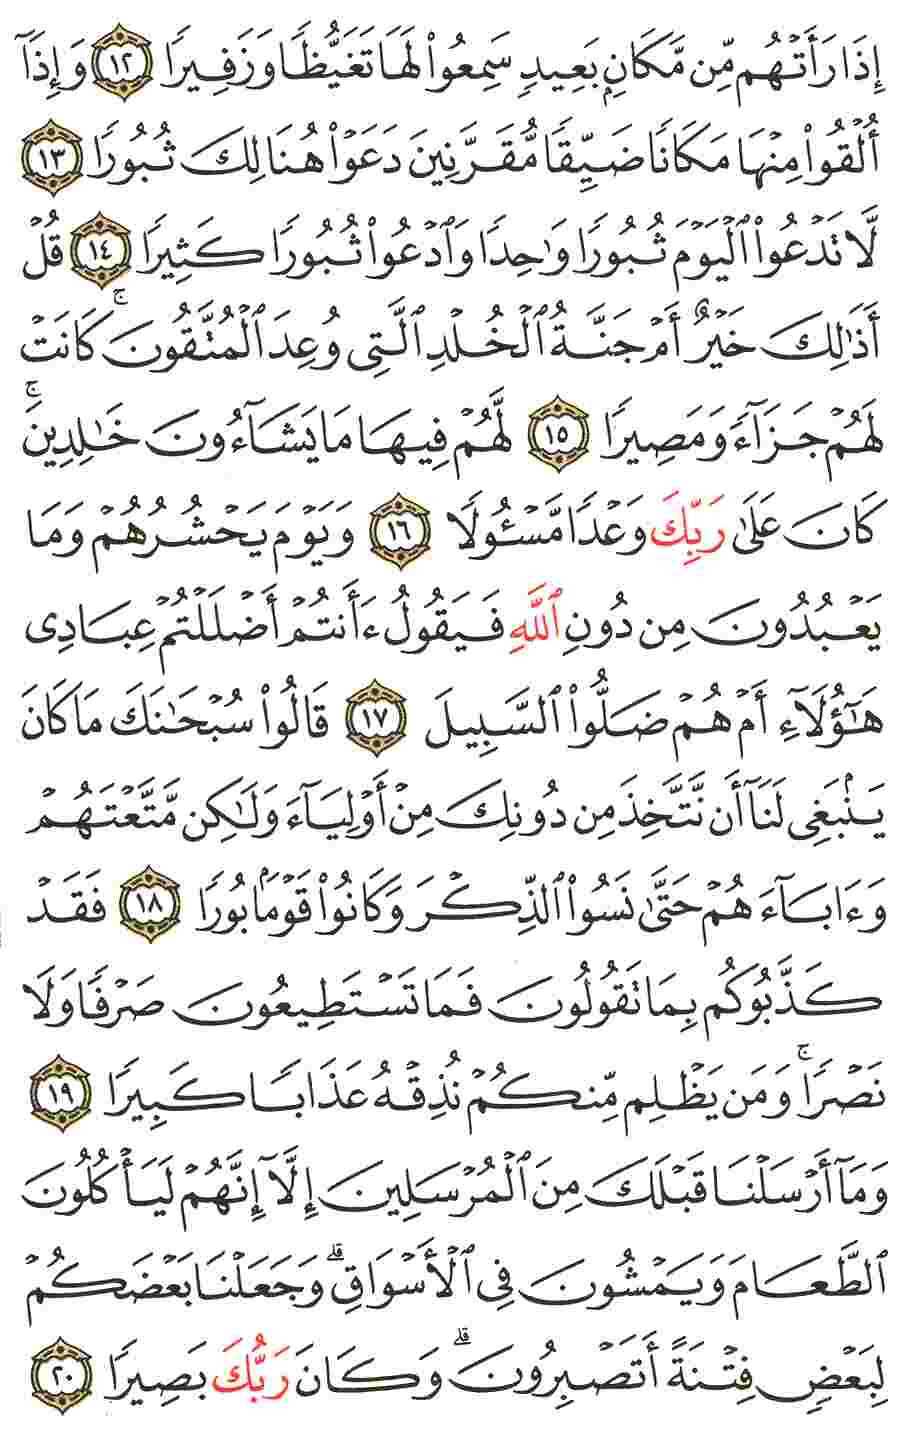 إِذَا رَأَتْهُم مِّن مَّكَانٍۭ بَعِيدٍ سَمِعُوا۟ لَهَا تَغَيُّظًا وَزَفِيرًا ١٢ وَإِذَآ
أُلْقُوا۟ مِنْهَا مَكَانًا ضَيِّقًا مُّقَرَّنِينَ دَعَوْا۟ هُنَالِكَ ثُبُورًا ١٣
لَّا تَدْعُوا۟ ٱلْيَوْمَ ثُبُورًا وَٰحِدًا وَٱدْعُوا۟ ثُبُورًا كَثِيرًا ١٤ قُلْ
أَذَٰلِكَ خَيْرٌ أَمْ جَنَّةُ ٱلْخُلْدِ ٱلَّتِى وُعِدَ ٱلْمُتَّقُونَ ۚ كَانَتْ
لَهُمْ جَزَآءً وَمَصِيرًا ١٥ لَّهُمْ فِيهَا مَا يَشَآءُونَ خَٰلِدِينَ ۚ
كَانَ عَلَىٰ رَبِّكَ وَعْدًا مَّسْـُٔولًا ١٦ وَيَوْمَ يَحْشُرُهُمْ وَمَا
يَعْبُدُونَ مِن دُونِ ٱللَّهِ فَيَقُولُ ءَأَنتُمْ أَضْلَلْتُمْ عِبَادِى
هَٰٓؤُلَآءِ أَمْ هُمْ ضَلُّوا۟ ٱلسَّبِيلَ ١٧ قَالُوا۟ سُبْحَٰنَكَ مَا كَانَ
يَنۢبَغِى لَنَآ أَن نَّتَّخِذَ مِن دُونِكَ مِنْ أَوْلِيَآءَ وَلَٰكِن مَّتَّعْتَهُمْ
وَءَابَآءَهُمْ حَتَّىٰ نَسُوا۟ ٱلذِّكْرَ وَكَانُوا۟ قَوْمًۢا بُورًا ١٨ فَقَدْ
كَذَّبُوكُم بِمَا تَقُولُونَ فَمَا تَسْتَطِيعُونَ صَرْفًا وَلَا
نَصْرًا ۚ وَمَن يَظْلِم مِّنكُمْ نُذِقْهُ عَذَابًا كَبِيرًا ١٩
وَمَآ أَرْسَلْنَا قَبْلَكَ مِنَ ٱلْمُرْسَلِينَ إِلَّآ إِنَّهُمْ لَيَأْكُلُونَ
ٱلطَّعَامَ وَيَمْشُونَ فِى ٱلْأَسْوَاقِ ۗ وَجَعَلْنَا بَعْضَكُمْ
لِبَعْضٍ فِتْنَةً أَتَصْبِرُونَ ۗ وَكَانَ رَبُّكَ بَصِيرًا ٢٠